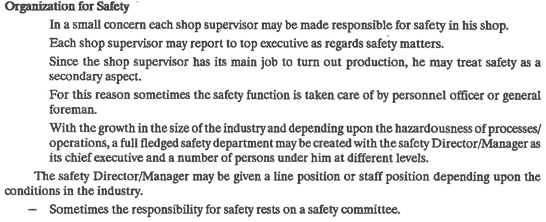 Organization for Safety
In a small concern each shop supervisor may be made responsible for safety in his shop.
Each shop supervisor may report to top executive as regards safety matters.
Since the shop supervisor has its main job to turn out production, he may treat safety as a
secondary aspect.
For this reason sometimes the safety function is taken care of by personnel officer or general
foreman.
With the growth in the size of the industry and depending upon the hazardousness of processes/
operations, a full fledged safety department may be created with the safety Director/Manager as
its chief executive and a number of persons under him at different levels.
The safety Director/Manager may be given a line position or staff position depending upon the
conditions in the industry.
– Sometimes the responsibility for safety rests on a safety committee.